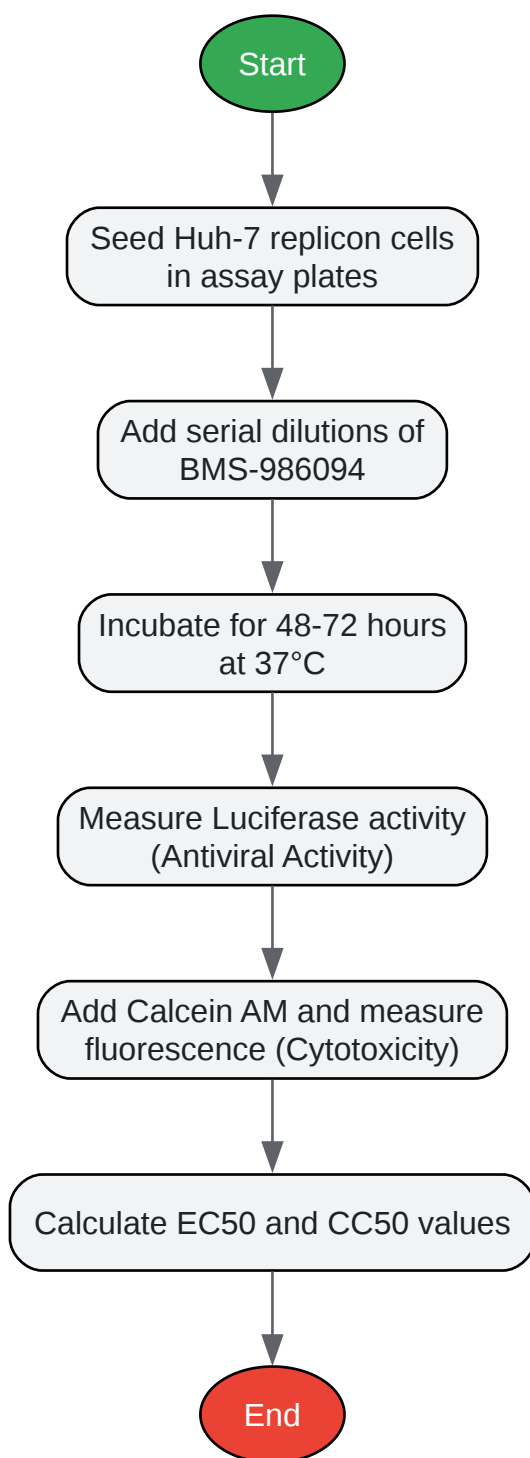 Start
Seed Huh-7 replicon cells
in assay plates
Add serial dilutions of
BMS-986094
Incubate for 48-72 hours
at 37°C
Measure Luciferase activity
(Antiviral Activity)
Add Calcein AM and measure
fluorescence (Cytotoxicity)
Calculate EC50 and CC50 values
End